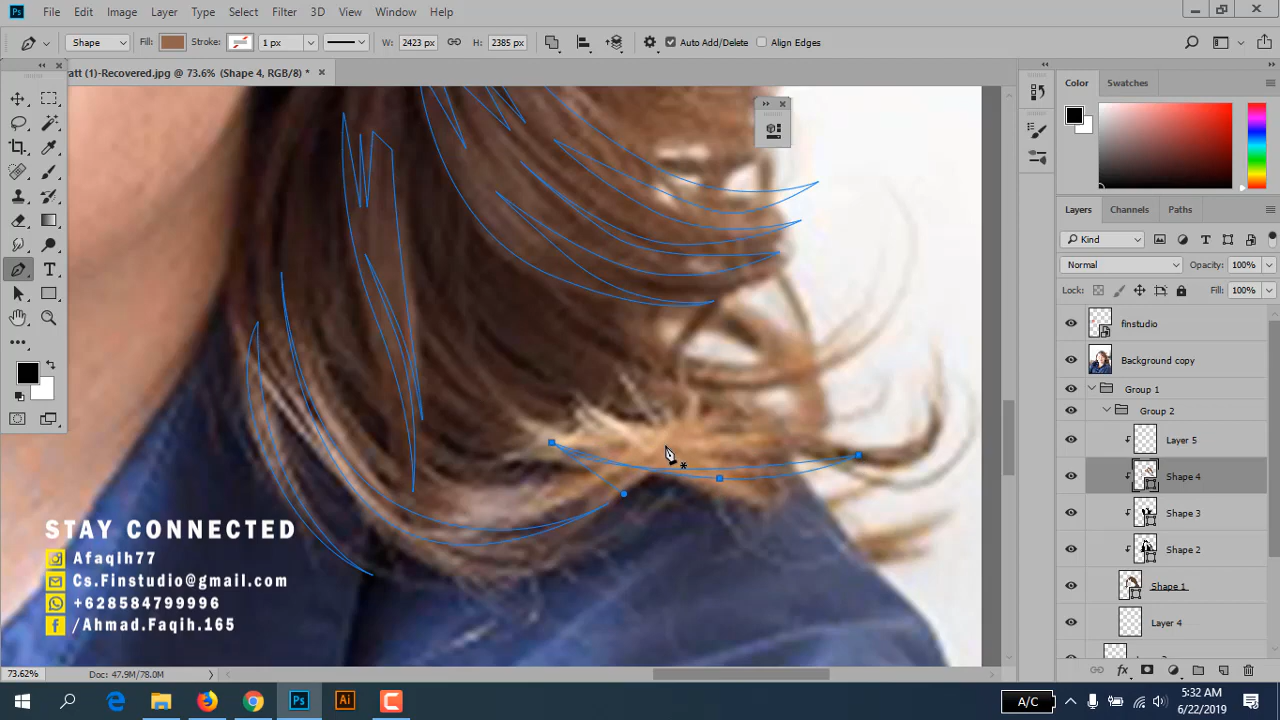 File Edit Image Layer Type Select Filter 3D View Window Help
Shape Fill: Stroke: 1 px W: 2423 px H: 2385 px Auto Add/Delete Align Edges
att (1)-Recovered.jpg @ 73.6% (Shape 4, RGB/8) *
Color Swatches
Layers Channels Paths
Kind
Normal Opacity: 100%
Lock: Fill: 100%
finstudio
Background copy
Group 1
Group 2
Layer 5
Shape 4
Shape 3
Shape 2
Shape 1
Layer 4
STAY CONNECTED
Afaqih77
Cs.Finstudio@gmail.com
+628584799996
/Ahmad.Faqih.165
73.62% Doc: 47.9M/78.0M
A/C
5:32 AM
6/22/2019